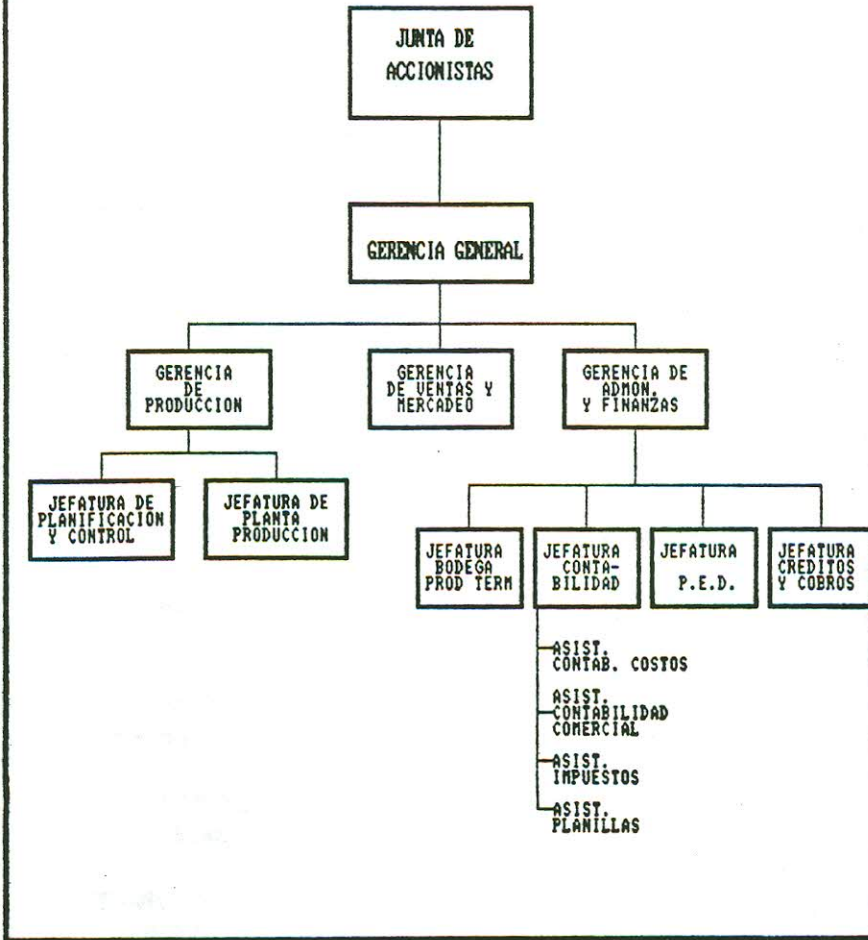 JUNTA DE
ACCIONISTAS
GERENCIA GENERAL
GERENCIA
DE
PRODUCCION
GERENCIA
DE VENTAS Y
MERCADEO
GERENCIA DE
ADMON.
Y FINANZAS
JEFATURA DE
PLANIFICACION
Y CONTROL
JEFATURA DE
PLANTA
PRODUCCION
JEFATURA
BODEGA
PROD TERM
JEFATURA
CONTA-
BILIDAD
JEFATURA
P.E.D.
JEFATURA
CREDITOS
Y COBROS
ASIST.
CONTAB. COSTOS
ASIST.
CONTABILIDAD
COMERCIAL
ASIST.
IMPUESTOS
ASIST.
PLANILLAS